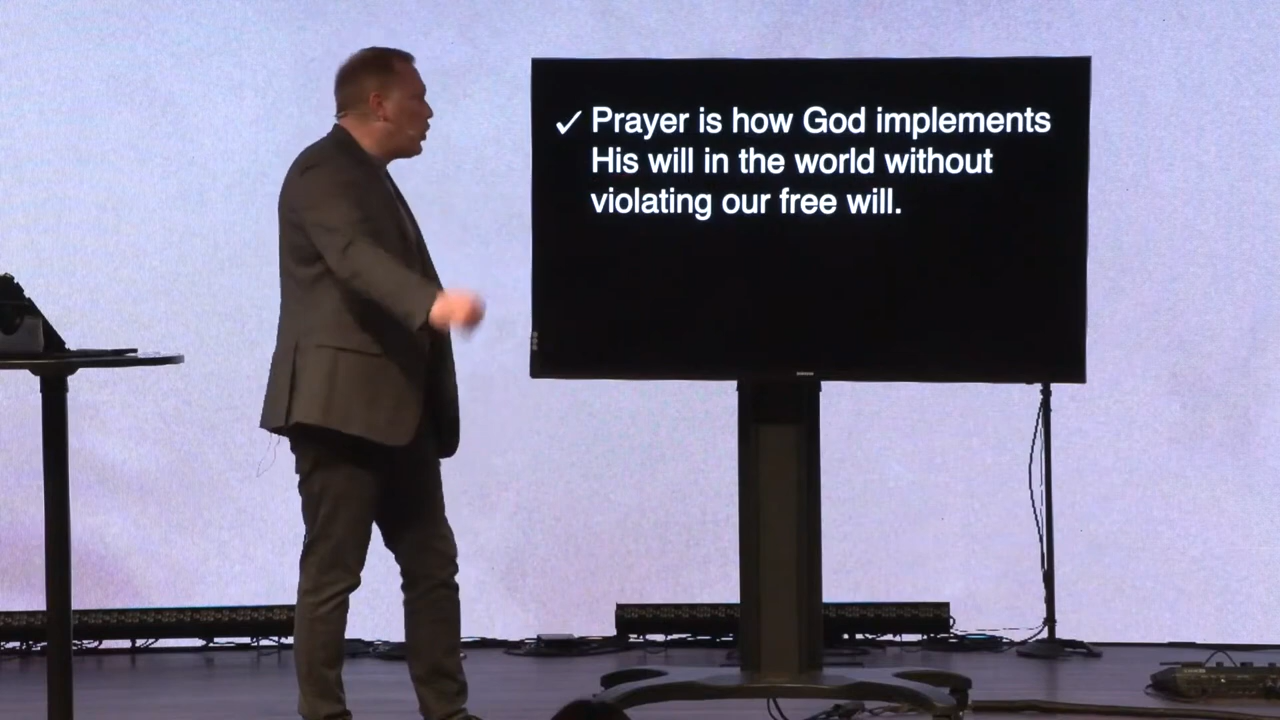 ✓ Prayer is how God implements
His will in the world without
violating our free will.